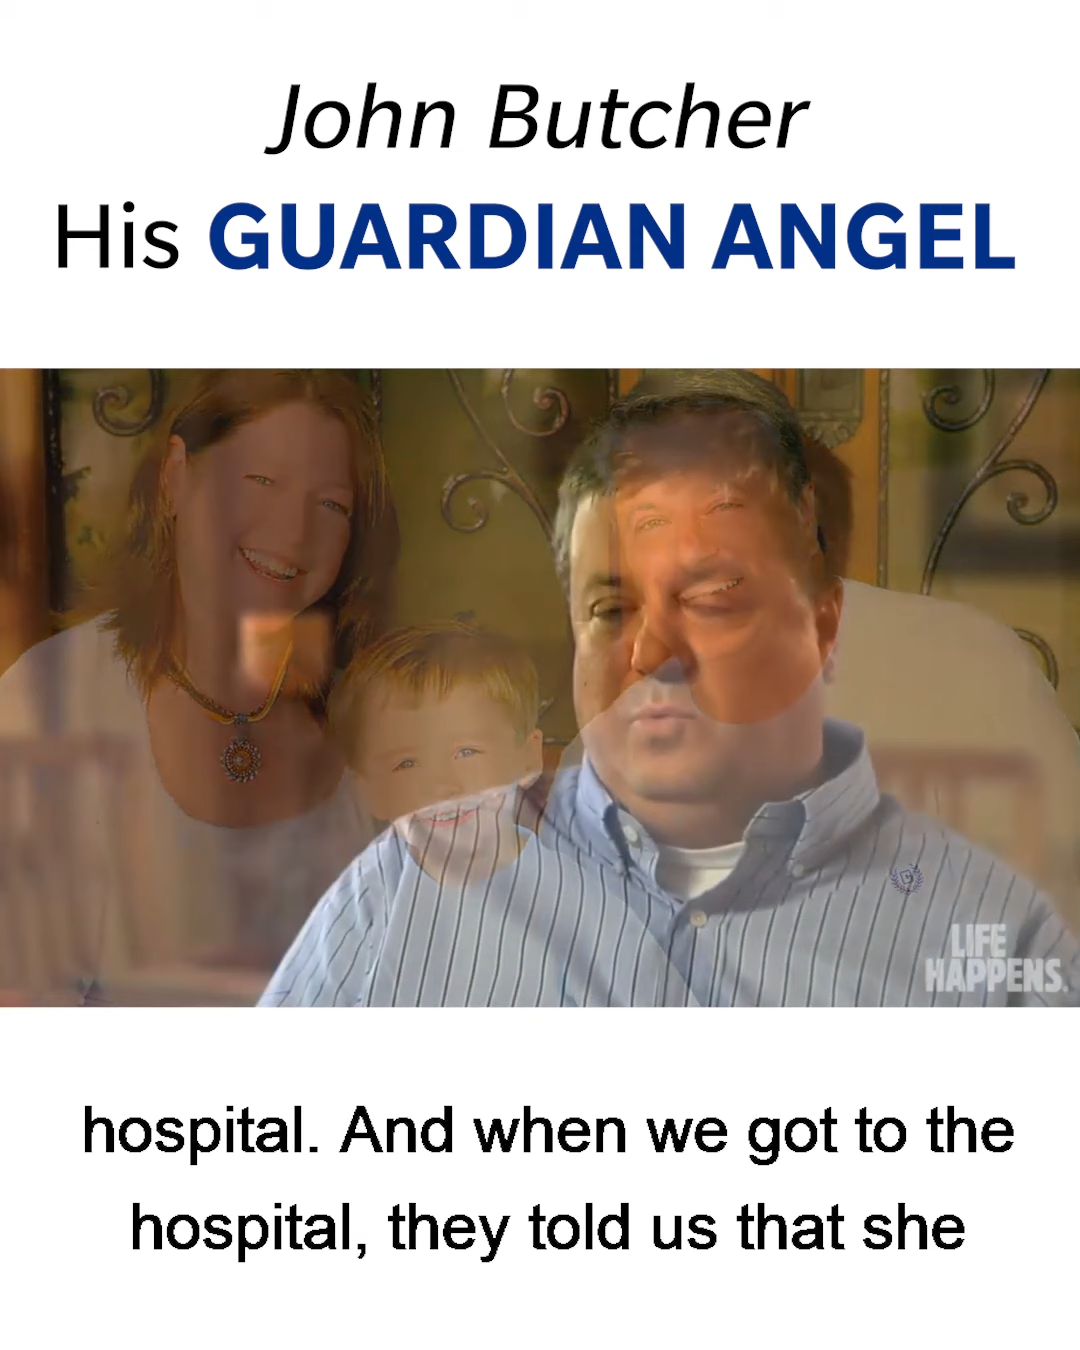 John Butcher
His GUARDIAN ANGEL
LIFE
HAPPENS.
hospital. And when we got to the
hospital, they told us that she